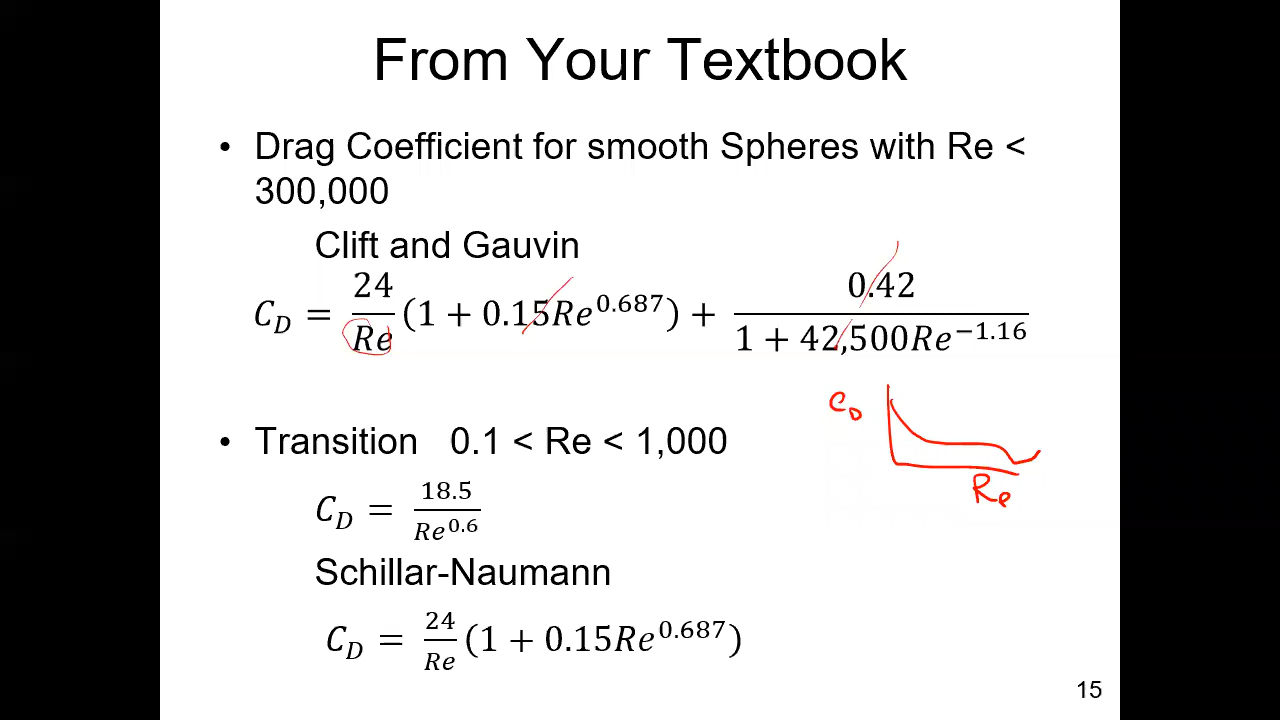 From Your Textbook
• Drag Coefficient for smooth Spheres with Re <
300,000
Clift and Gauvin
C_D = 24/Re (1 + 0.15Re^0.687) + 0.42/(1 + 42,500Re^−1.16)
C_D
• Transition 0.1 < Re < 1,000
Re
C_D = 18.5/Re^0.6
Schillar-Naumann
C_D = 24/Re (1 + 0.15Re^0.687)
15